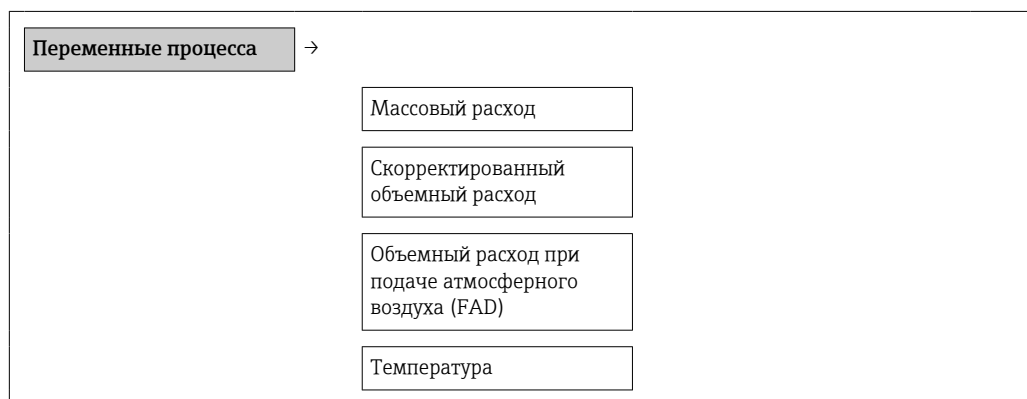 Переменные процесса →
Массовый расход
Скорректированный
объемный расход
Объемный расход при
подаче атмосферного
воздуха (FAD)
Температура